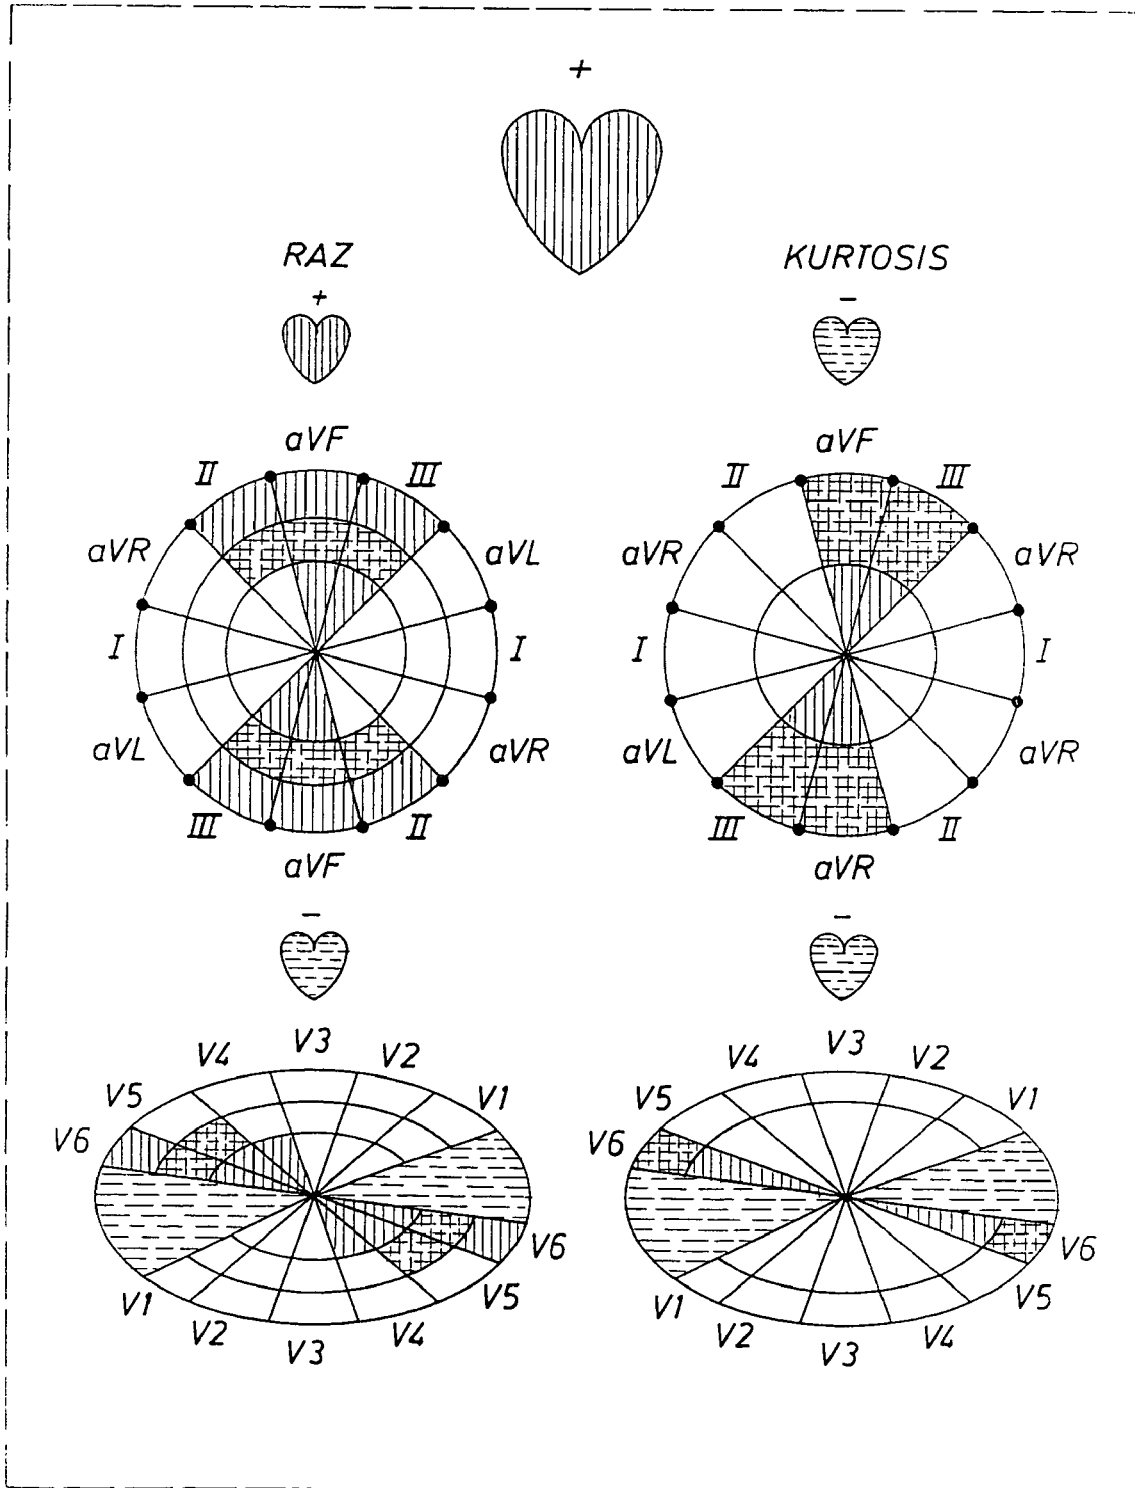 +
RAZ KURTOSIS
+ −
aVF aVF
II III II III
aVR aVL aVR aVR
I I I I
aVL aVR aVL aVR
III II III II
aVF aVR
− −
V3 V3
V4 V2 V4 V2
V5 V1 V5 V1
V6 V6
V6 V6
V1 V5 V1 V5
V2 V4 V2 V4
V3 V3